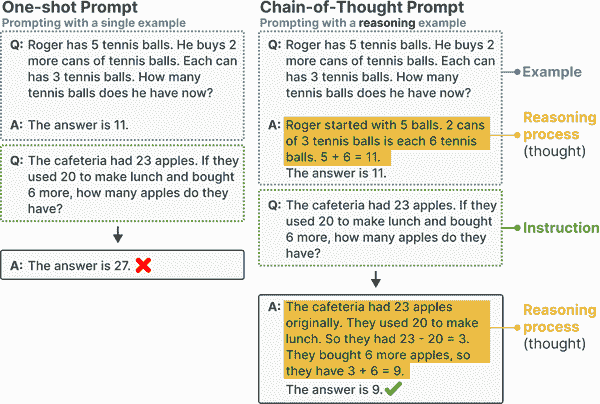 One-shot Prompt
Prompting with a single example
Q: Roger has 5 tennis balls. He buys 2
more cans of tennis balls. Each can
has 3 tennis balls. How many
tennis balls does he have now?
A: The answer is 11.
Q: The cafeteria had 23 apples. If they
used 20 to make lunch and bought
6 more, how many apples do they
have?
A: The answer is 27.
Chain-of-Thought Prompt
Prompting with a reasoning example
Q: Roger has 5 tennis balls. He buys 2
more cans of tennis balls. Each can
has 3 tennis balls. How many
tennis balls does he have now?
Example
A: Roger started with 5 balls. 2 cans
of 3 tennis balls is each 6 tennis
balls. 5 + 6 = 11.
The answer is 11.
Reasoning
process
(thought)
Q: The cafeteria had 23 apples. If they
used 20 to make lunch and bought
6 more, how many apples do they
have?
Instruction
A: The cafeteria had 23 apples
originally. They used 20 to make
lunch. So they had 23 - 20 = 3.
They bought 6 more apples, so
they have 3 + 6 = 9.
The answer is 9.
Reasoning
process
(thought)